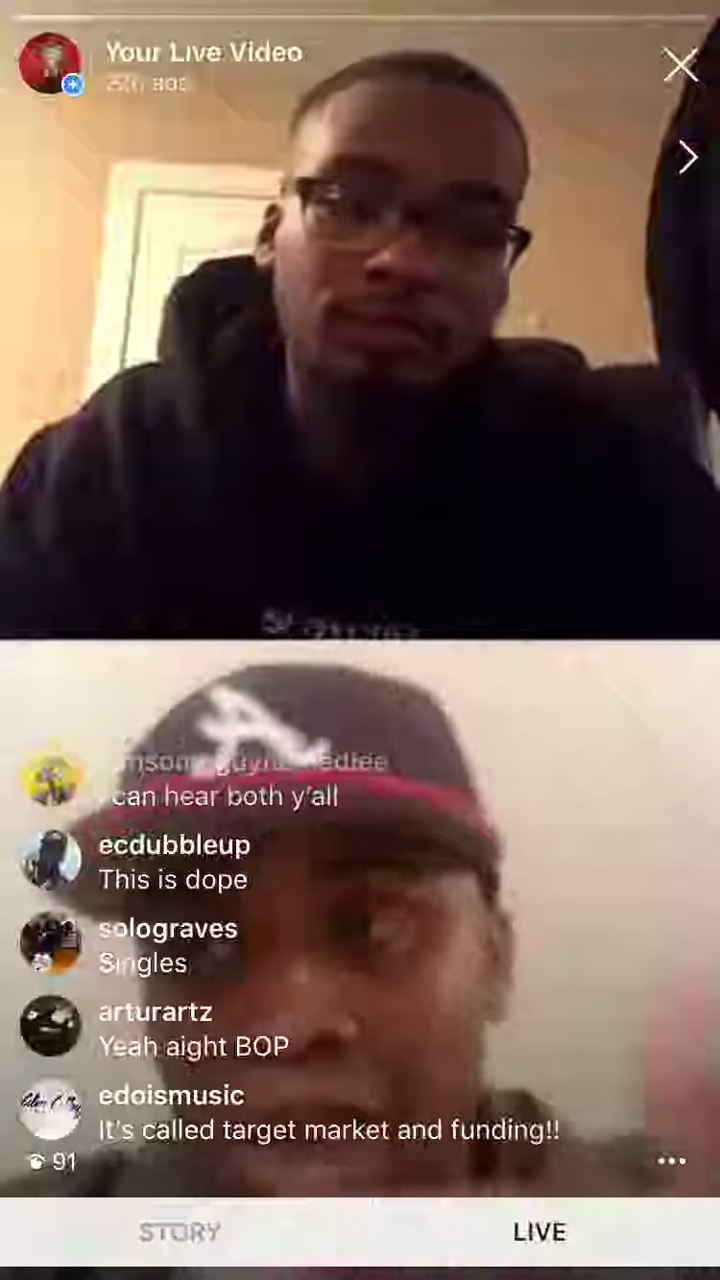 Your Live Video
can hear both y'all
ecdubbleup
This is dope
solograves
Singles
arturartz
Yeah aight BOP
edoismusic
It's called target market and funding!!
91
STORY
LIVE